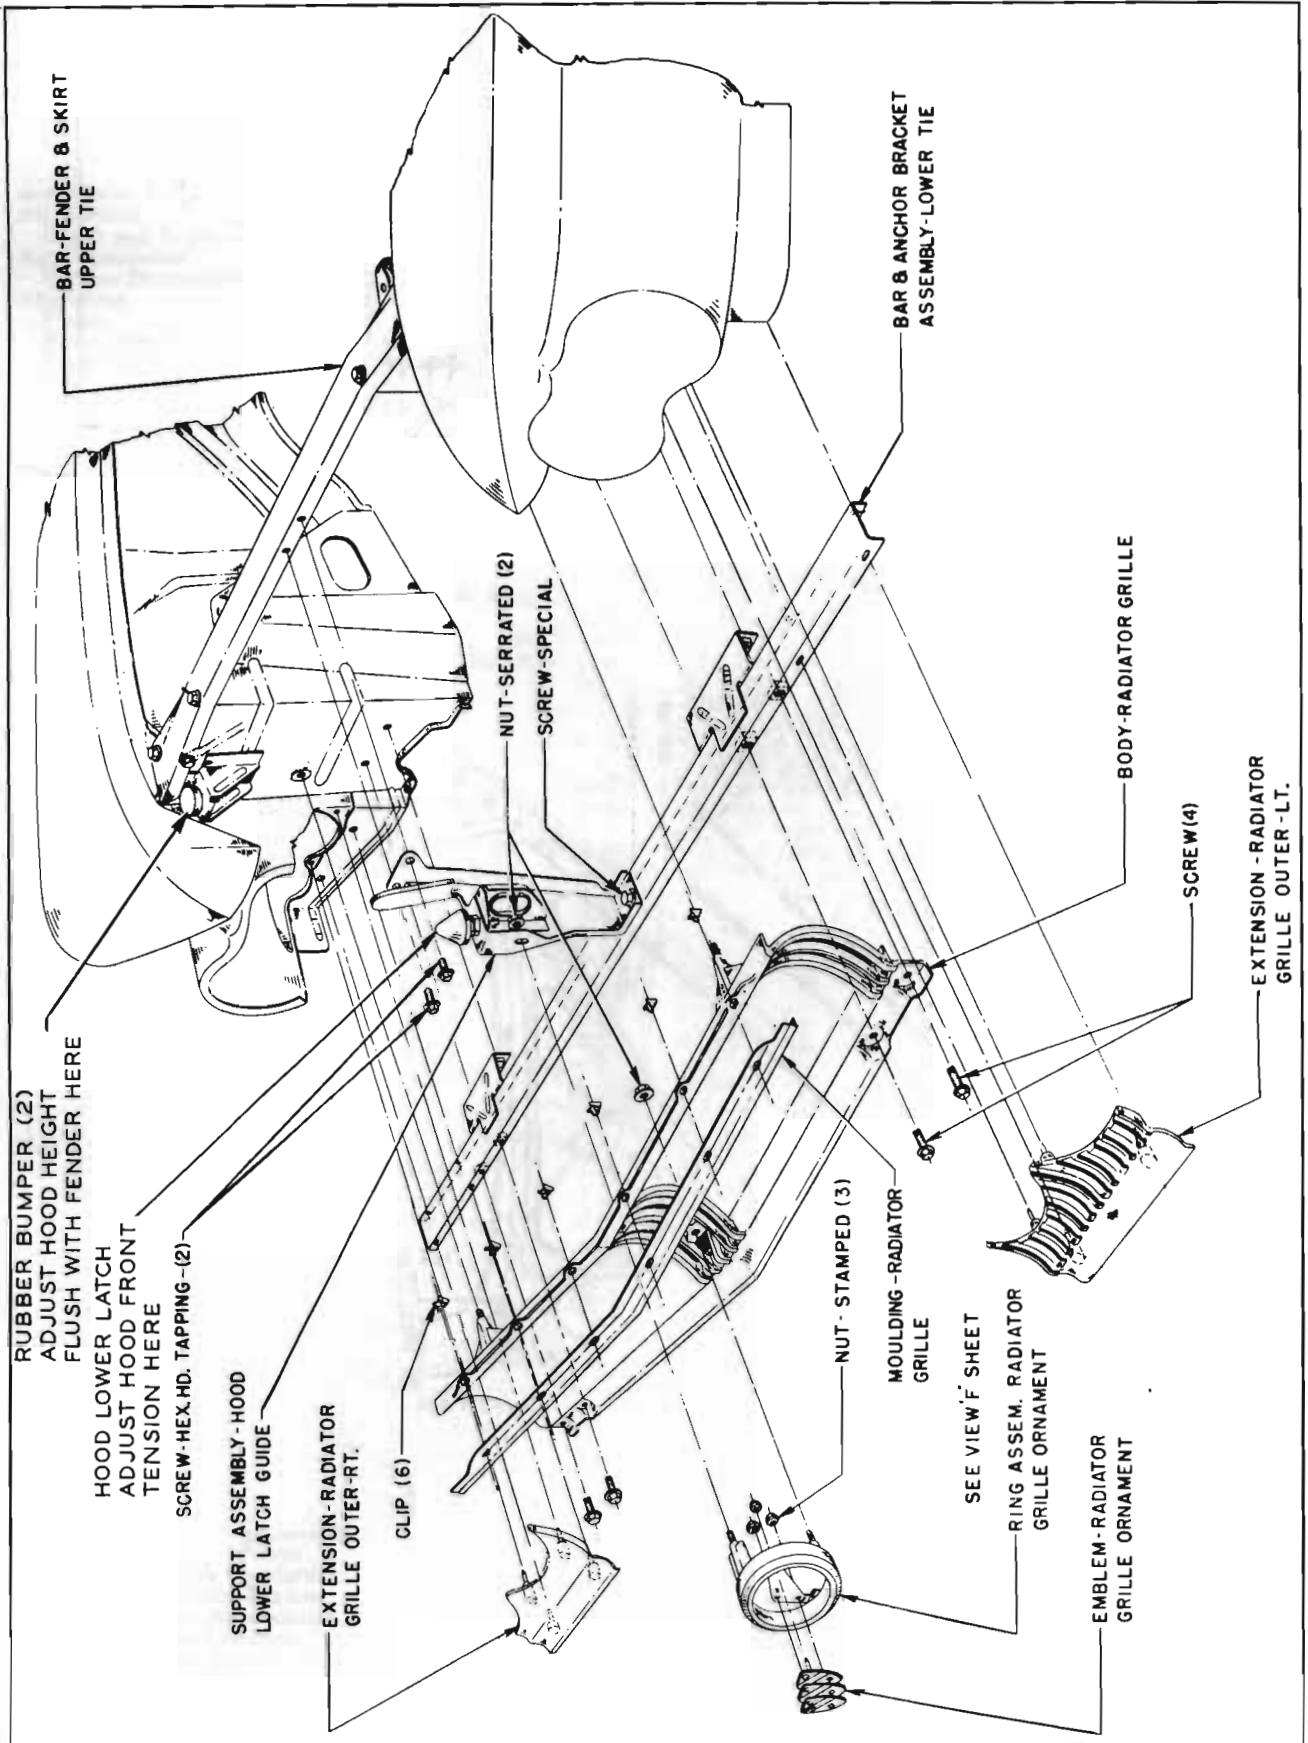 RUBBER BUMPER (2)
ADJUST HOOD HEIGHT
FLUSH WITH FENDER HERE
HOOD LOWER LATCH
ADJUST HOOD FRONT
TENSION HERE
SCREW-HEX.HD. TAPPING-(2)
SUPPORT ASSEMBLY-HOOD
LOWER LATCH GUIDE
EXTENSION-RADIATOR
GRILLE OUTER-RT.
CLIP (6)
BAR-FENDER & SKIRT
UPPER TIE
NUT-SERRATED (2)
SCREW-SPECIAL
BAR & ANCHOR BRACKET
ASSEMBLY-LOWER TIE
BODY-RADIATOR GRILLE
SCREW(4)
EXTENSION-RADIATOR
GRILLE OUTER-LT.
NUT-STAMPED (3)
MOULDING-RADIATOR
GRILLE
SEE VIEW 'F' SHEET
RING ASSEM. RADIATOR
GRILLE ORNAMENT
EMBLEM-RADIATOR
GRILLE ORNAMENT